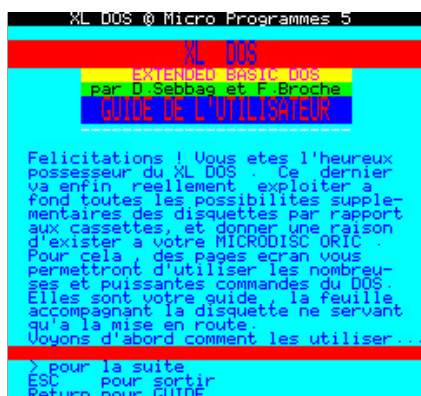 XL DOS © Micro Programmes 5
XL DOS
EXTENDED BASIC DOS
par D.Sebbag et F.Broche
GUIDE DE L'UTILISATEUR
Felicitations ! Vous etes l'heureux
possesseur du XL DOS . Ce dernier
va enfin reellement exploiter a
fond toutes les possibilites supple-
mentaires des disquettes par rapport
aux cassettes, et donner une raison
d'exister a votre MICRODISC ORIC .
Pour cela , des pages ecran vous
permettront d'utiliser les nombreu-
ses et puissantes commandes du DOS.
Elles sont votre guide , la feuille
accompagnant la disquette ne servant
qu'a la mise en route.
Voyons d'abord comment les utiliser...
> pour la suite
ESC pour sortir
Return pour GUIDE